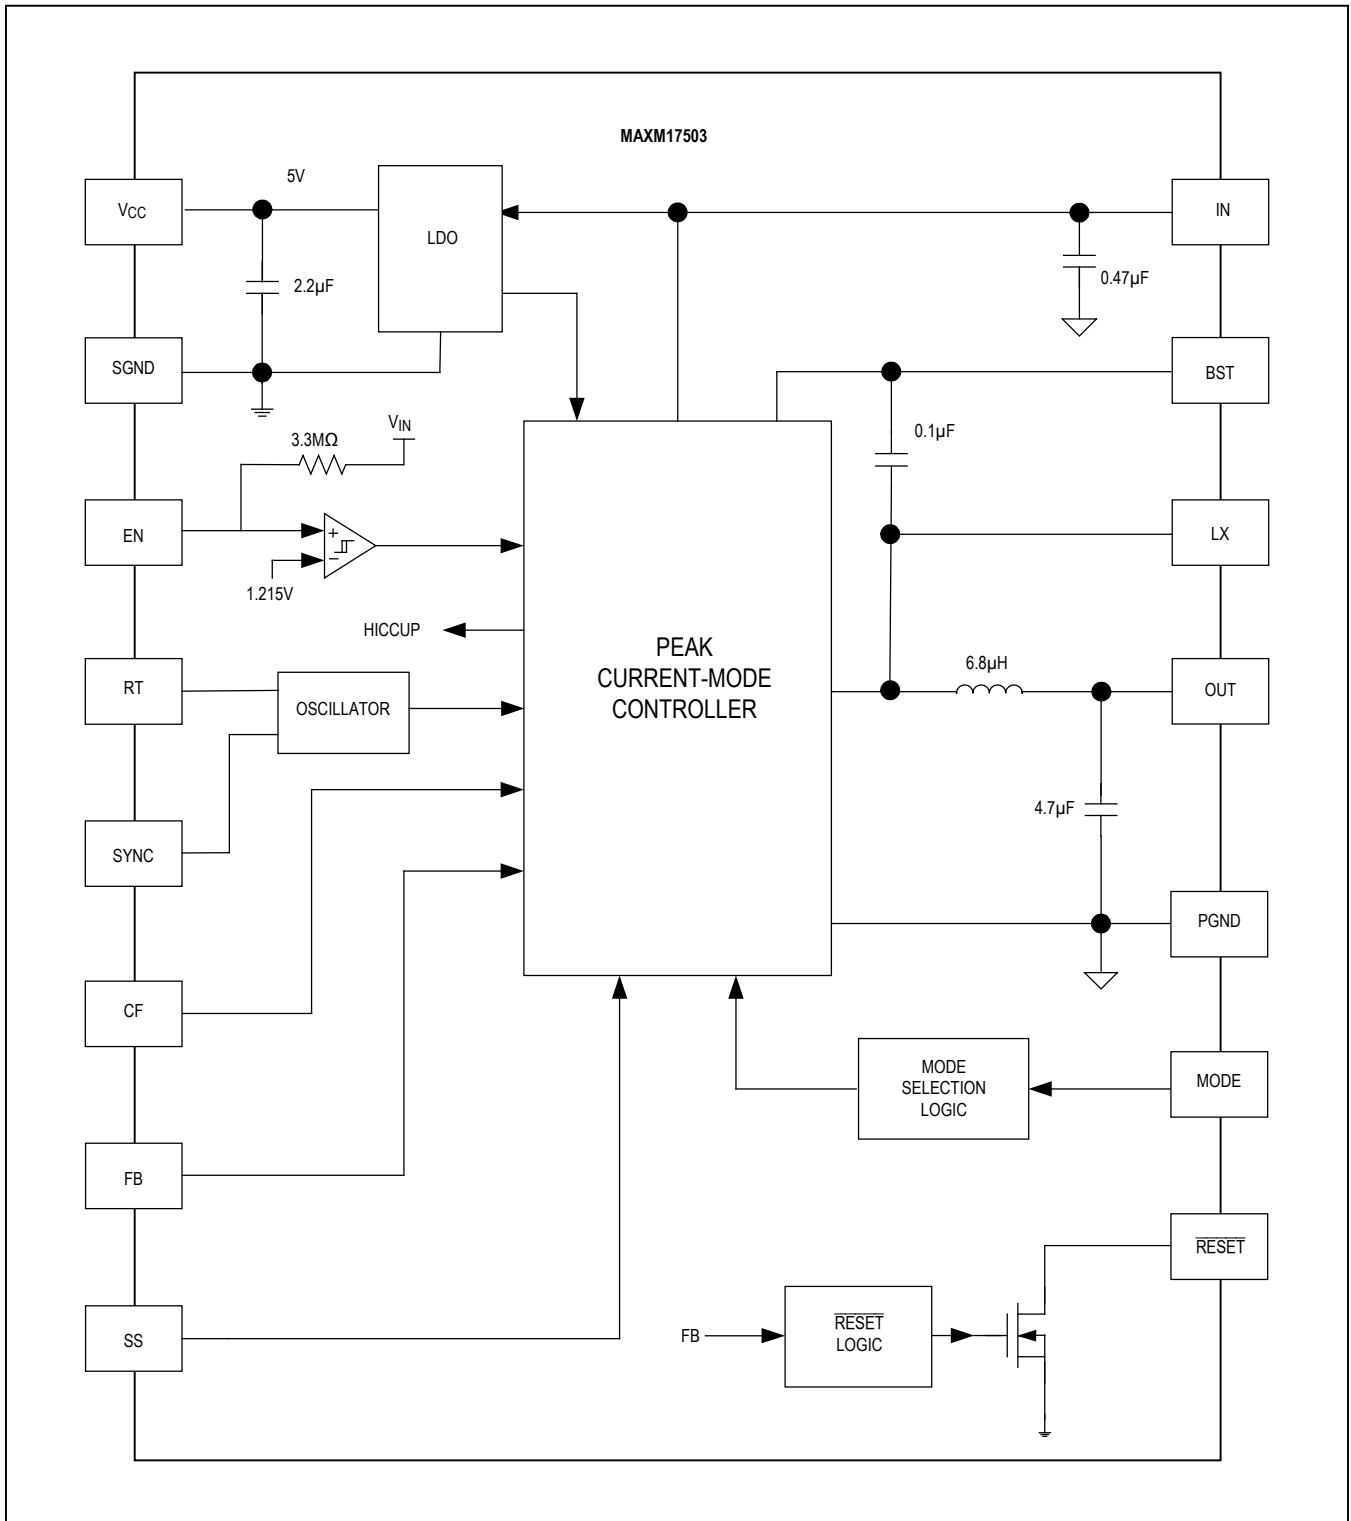 MAXM17503
VCC
5V
LDO
IN
2.2µF
0.47µF
SGND
BST
VIN
3.3MΩ
0.1µF
EN
+
−
LX
1.215V
HICCUP
PEAK
CURRENT-MODE
CONTROLLER
6.8µH
RT
OSCILLATOR
OUT
4.7µF
SYNC
PGND
CF
MODE
SELECTION
LOGIC
MODE
FB
RESET
FB
RESET
LOGIC
SS